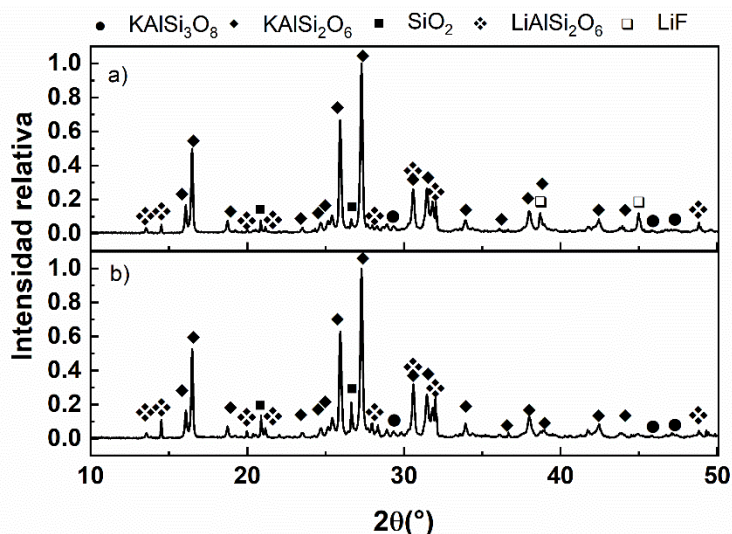 KAlSi₃O₈ KAlSi₂O₆ SiO₂ LiAlSi₂O₆ LiF
a)
1.0
0.8
0.6
0.4
0.2
0.0
b)
1.0
0.8
0.6
0.4
0.2
0.0
Intensidad relativa
10 20 30 40 50
2θ(°)